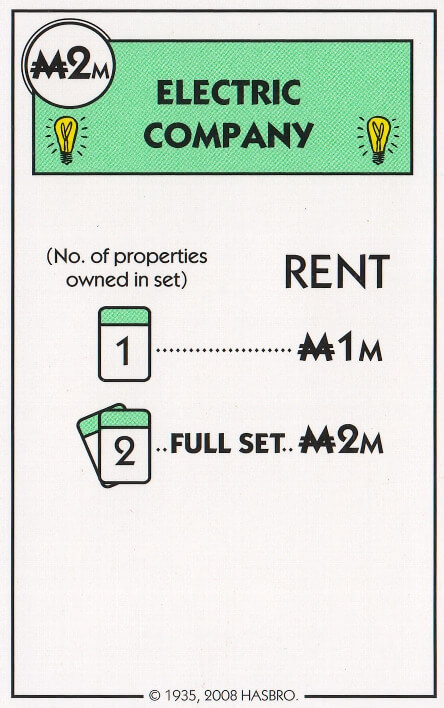 ₩2M
ELECTRIC
COMPANY
(No. of properties
owned in set)
RENT
1 .................... ₩1M
2 ..FULL SET.. ₩2M
© 1935, 2008 HASBRO.